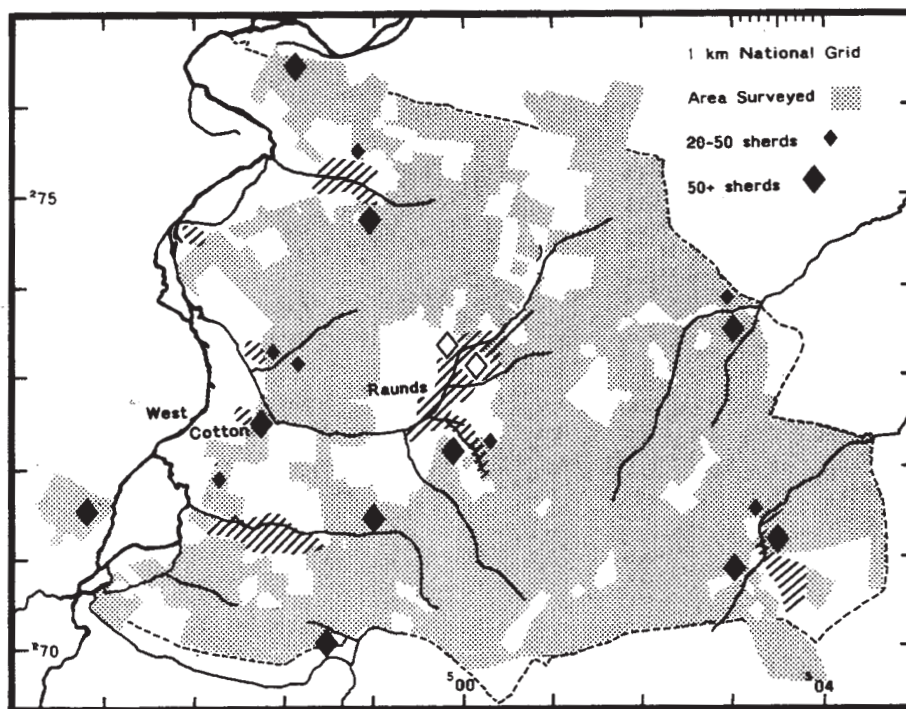 1 km National Grid
Area Surveyed
20-50 sherds
50+ sherds
²75
Raunds
West
Cotton
²70
⁵00
⁵04